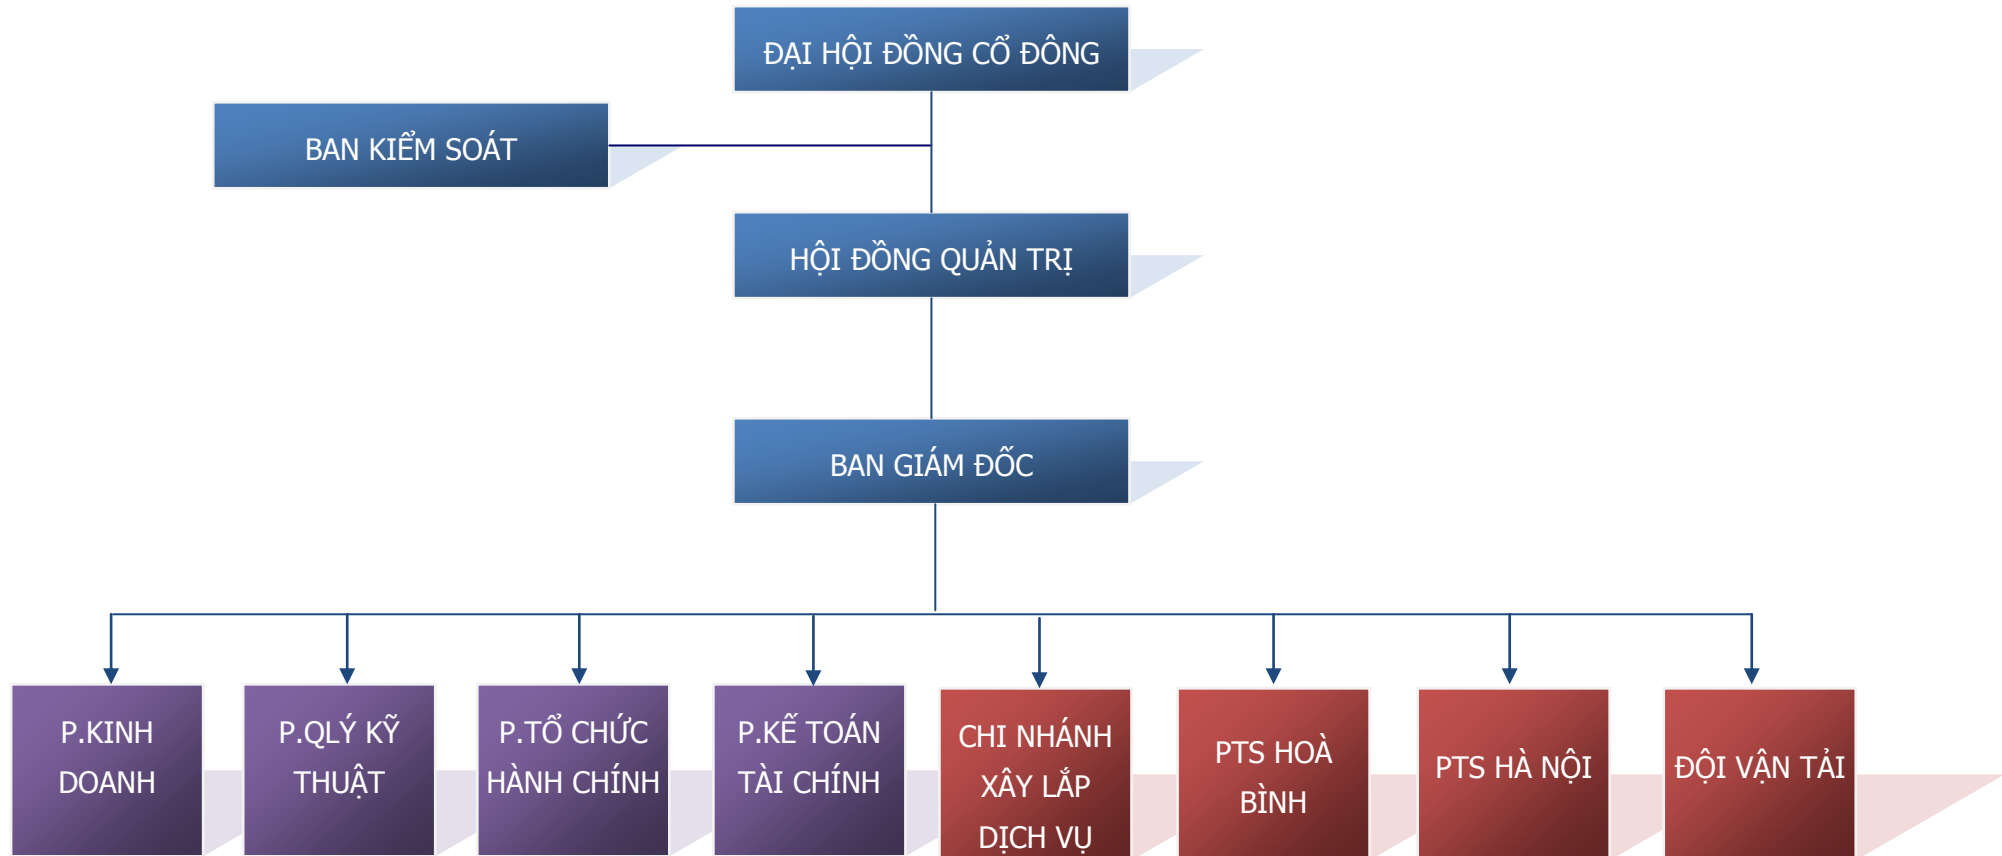 ĐẠI HỘI ĐỒNG CỔ ĐÔNG
BAN KIỂM SOÁT
HỘI ĐỒNG QUẢN TRỊ
BAN GIÁM ĐỐC
P.KINH
DOANH
P.QLÝ KỸ
THUẬT
P.TỔ CHỨC
HÀNH CHÍNH
P.KẾ TOÁN
TÀI CHÍNH
CHI NHÁNH
XÂY LẮP
DỊCH VỤ
PTS HOÀ
BÌNH
PTS HÀ NỘI
ĐỘI VẬN TẢI